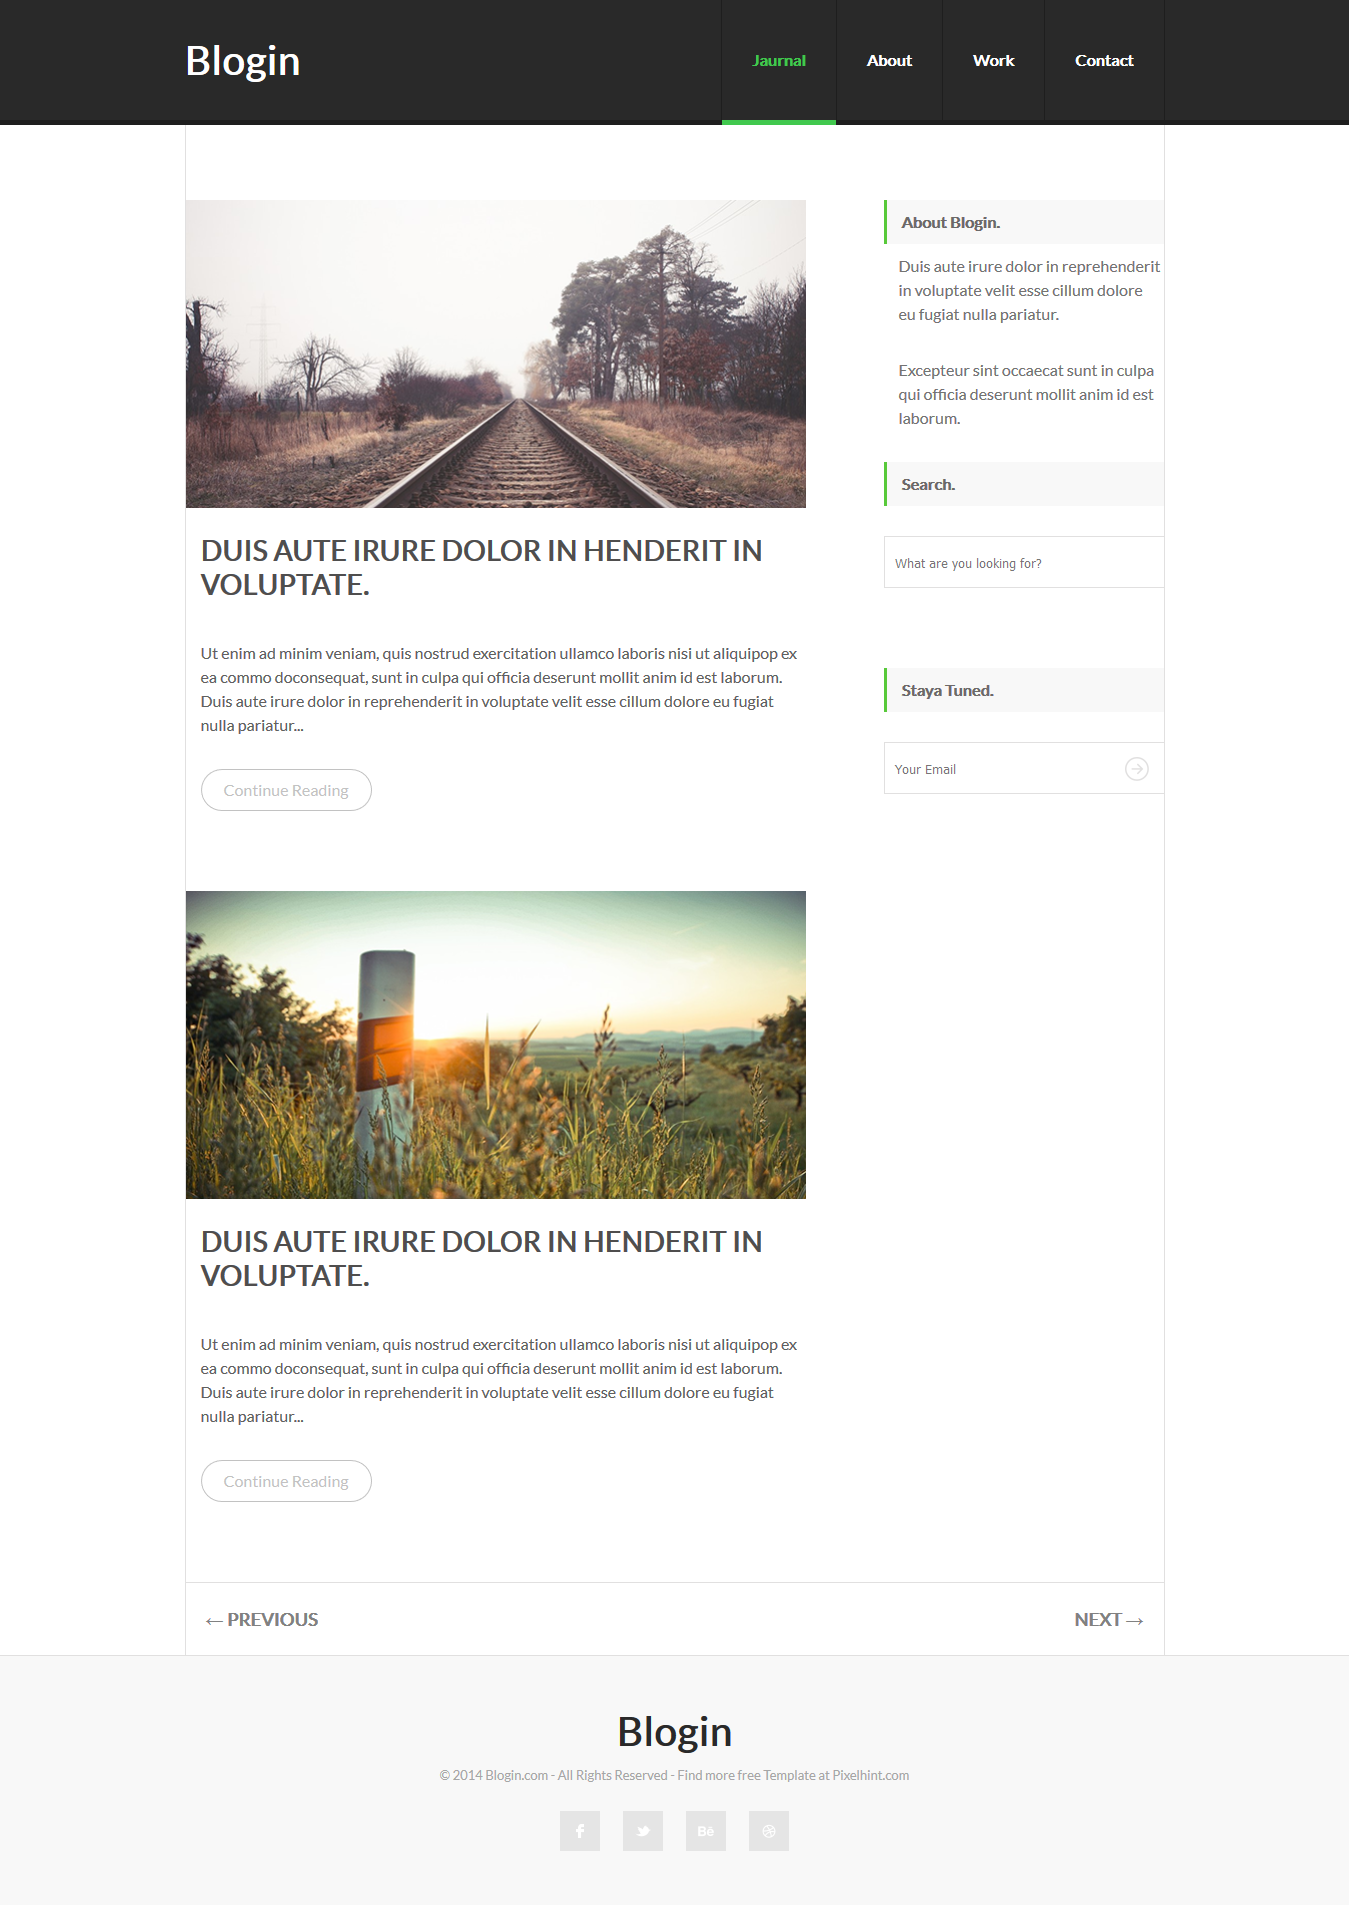 Blogin
Jaurnal
About
Work
Contact
DUIS AUTE IRURE DOLOR IN HENDERIT IN
VOLUPTATE.
Ut enim ad minim veniam, quis nostrud exercitation ullamco laboris nisi ut aliquipop ex
ea commo doconsequat, sunt in culpa qui officia deserunt mollit anim id est laborum.
Duis aute irure dolor in reprehenderit in voluptate velit esse cillum dolore eu fugiat
nulla pariatur...
Continue Reading
DUIS AUTE IRURE DOLOR IN HENDERIT IN
VOLUPTATE.
Ut enim ad minim veniam, quis nostrud exercitation ullamco laboris nisi ut aliquipop ex
ea commo doconsequat, sunt in culpa qui officia deserunt mollit anim id est laborum.
Duis aute irure dolor in reprehenderit in voluptate velit esse cillum dolore eu fugiat
nulla pariatur...
Continue Reading
About Blogin.
Duis aute irure dolor in reprehenderit
in voluptate velit esse cillum dolore
eu fugiat nulla pariatur.
Excepteur sint occaecat sunt in culpa
qui officia deserunt mollit anim id est
laborum.
Search.
What are you looking for?
Staya Tuned.
Your Email
← PREVIOUS
NEXT →
Blogin
© 2014 Blogin.com - All Rights Reserved - Find more free Template at Pixelhint.com
Bē